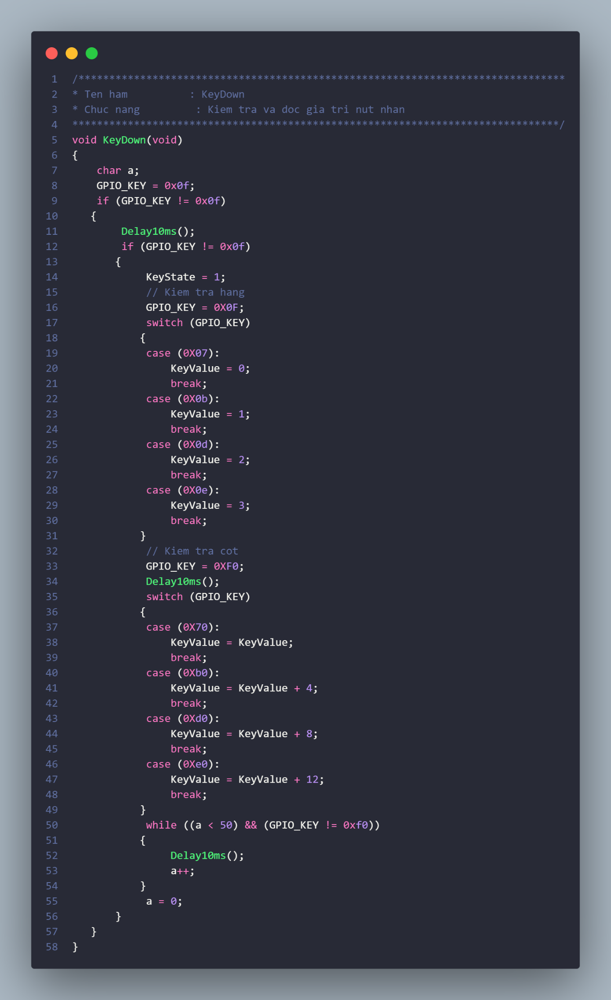 1 /*******************************************************************************
2 * Ten ham          : KeyDown
3 * Chuc nang         : Kiem tra va doc gia tri nut nhan
4 *******************************************************************************/
5 void KeyDown(void)
6 {
7     char a;
8     GPIO_KEY = 0x0f;
9     if (GPIO_KEY != 0x0f)
10    {
11         Delay10ms();
12         if (GPIO_KEY != 0x0f)
13        {
14             KeyState = 1;
15             // Kiem tra hang
16             GPIO_KEY = 0X0F;
17             switch (GPIO_KEY)
18            {
19             case (0X07):
20                 KeyValue = 0;
21                 break;
22             case (0X0b):
23                 KeyValue = 1;
24                 break;
25             case (0X0d):
26                 KeyValue = 2;
27                 break;
28             case (0X0e):
29                 KeyValue = 3;
30                 break;
31            }
32             // Kiem tra cot
33             GPIO_KEY = 0XF0;
34             Delay10ms();
35             switch (GPIO_KEY)
36            {
37             case (0X70):
38                 KeyValue = KeyValue;
39                 break;
40             case (0Xb0):
41                 KeyValue = KeyValue + 4;
42                 break;
43             case (0Xd0):
44                 KeyValue = KeyValue + 8;
45                 break;
46             case (0Xe0):
47                 KeyValue = KeyValue + 12;
48                 break;
49            }
50             while ((a < 50) && (GPIO_KEY != 0xf0))
51            {
52                 Delay10ms();
53                 a++;
54            }
55             a = 0;
56        }
57    }
58 }